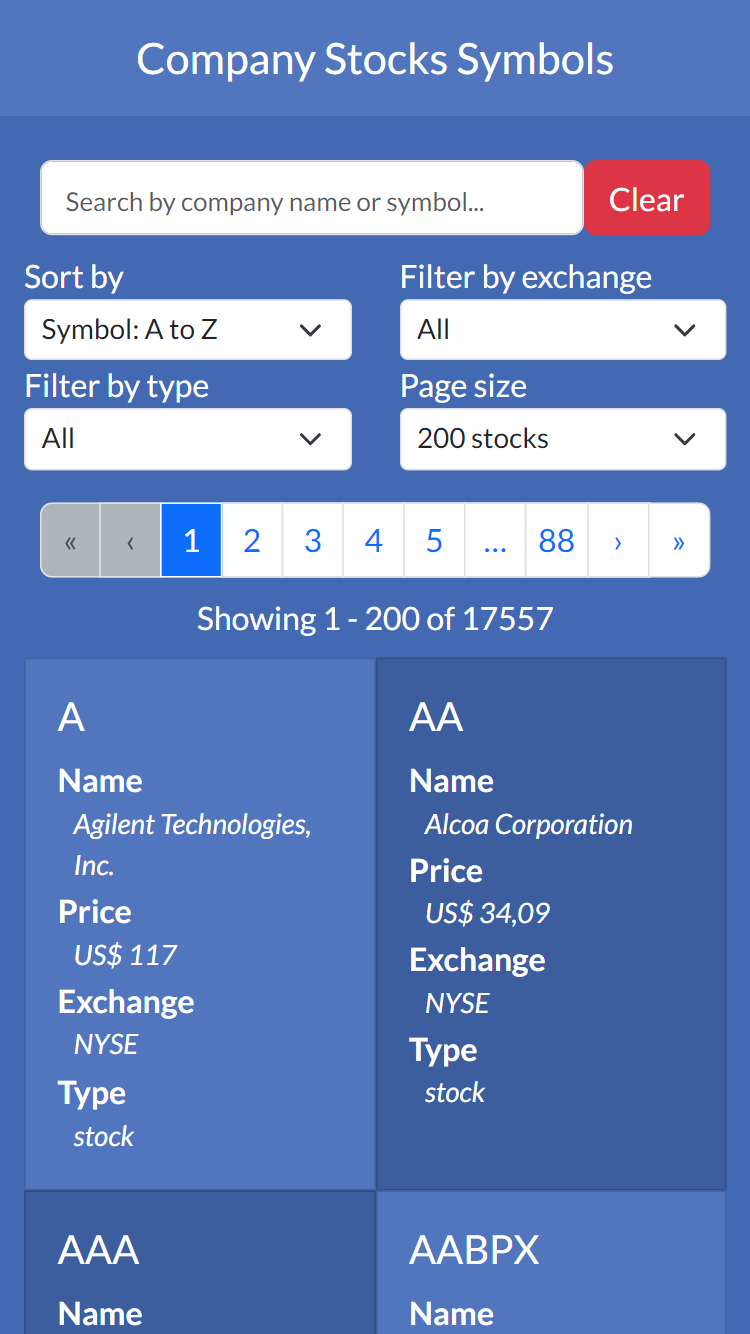 Company Stocks Symbols
Search by company name or symbol...
Clear
Sort by
Filter by exchange
Symbol: A to Z
All
Filter by type
Page size
All
200 stocks
« ‹ 1 2 3 4 5 … 88 › »
Showing 1 - 200 of 17557
A
Name
Agilent Technologies,
Inc.
Price
US$ 117
Exchange
NYSE
Type
stock
AA
Name
Alcoa Corporation
Price
US$ 34,09
Exchange
NYSE
Type
stock
AAA
Name
AABPX
Name